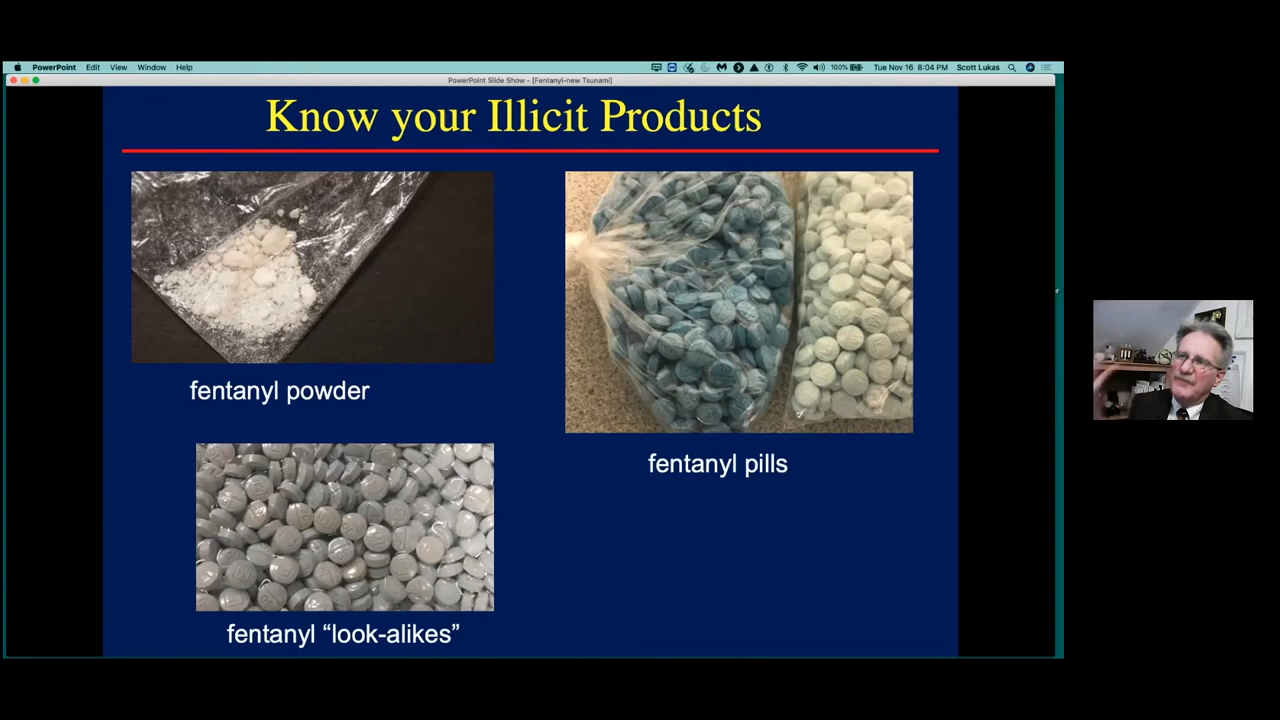 PowerPoint Edit View Window Help
100% Tue Nov 16 8:04 PM Scott Lukas
PowerPoint Slide Show - [Fentanyl-new Tsunami]
Know your Illicit Products
fentanyl powder
fentanyl pills
fentanyl “look-alikes”